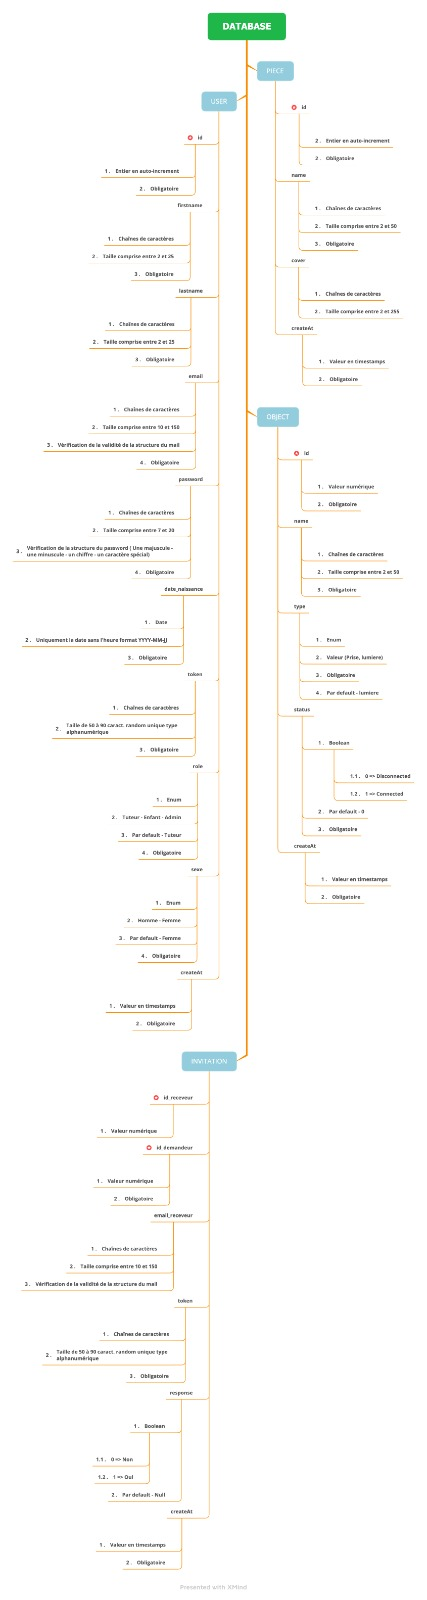 DATABASE
USER
id
1. Entier en auto-increment
2. Obligatoire
firstname
1. Chaînes de caractères
2. Taille comprise entre 2 et 25
3. Obligatoire
lastname
1. Chaînes de caractères
2. Taille comprise entre 2 et 25
3. Obligatoire
email
1. Chaînes de caractères
2. Taille comprise entre 10 et 150
3. Vérification de la validité de la structure du mail
4. Obligatoire
password
1. Chaînes de caractères
2. Taille comprise entre 7 et 20
3. Vérification de la structure du password ( Une majuscule -
une minuscule - un chiffre - un caractère spécial)
4. Obligatoire
date_naissance
1. Date
2. Uniquement la date sans l'heure format YYYY-MM-JJ
3. Obligatoire
token
1. Chaînes de caractères
2. Taille de 50 à 90 caract. random unique type
alphanumérique
3. Obligatoire
role
1. Enum
2. Tuteur - Enfant - Admin
3. Par default - Tuteur
4. Obligatoire
sexe
1. Enum
2. Homme - Femme
3. Par default - Femme
4. Obligatoire
createAt
1. Valeur en timestamps
2. Obligatoire
PIECE
id
2. Entier en auto-increment
2. Obligatoire
name
1. Chaînes de caractères
2. Taille comprise entre 2 et 50
3. Obligatoire
cover
1. Chaînes de caractères
2. Taille comprise entre 2 et 255
createAt
1. Valeur en timestamps
2. Obligatoire
OBJECT
id
1. Valeur numérique
2. Obligatoire
name
1. Chaînes de caractères
2. Taille comprise entre 2 et 50
3. Obligatoire
type
1. Enum
2. Valeur (Prise, lumiere)
3. Obligatoire
4. Par default - lumiere
status
1. Boolean
1.1. 0 => Disconnected
1.2. 1 => Connected
2. Par default - 0
3. Obligatoire
createAt
1. Valeur en timestamps
2. Obligatoire
INVITATION
id_receveur
1. Valeur numérique
id_demandeur
1. Valeur numérique
2. Obligatoire
email_receveur
1. Chaînes de caractères
2. Taille comprise entre 10 et 150
3. Vérification de la validité de la structure du mail
token
1. Chaînes de caractères
2. Taille de 50 à 90 caract. random unique type
alphanumérique
3. Obligatoire
response
1. Boolean
1.1. 0 => Non
1.2. 1 => Oui
2. Par default - Null
createAt
1. Valeur en timestamps
2. Obligatoire
Presented with XMind